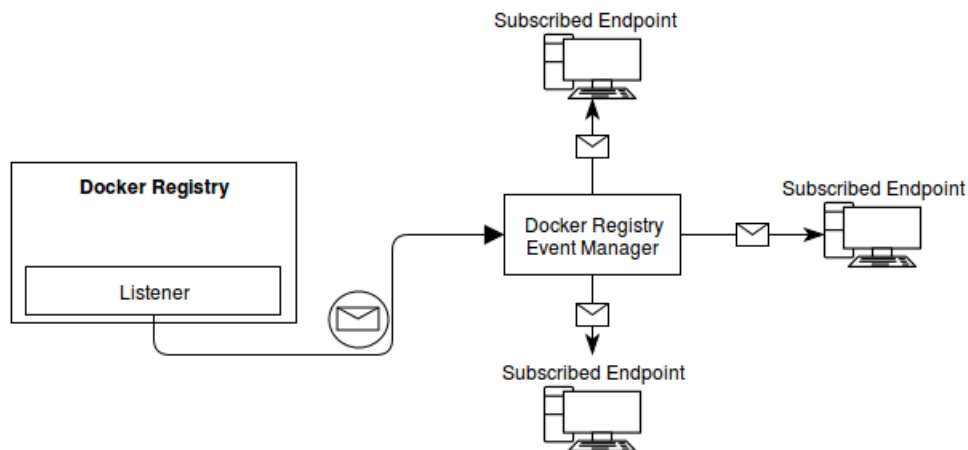 Subscribed Endpoint
Docker Registry
Listener
Docker Registry
Event Manager
Subscribed Endpoint
Subscribed Endpoint